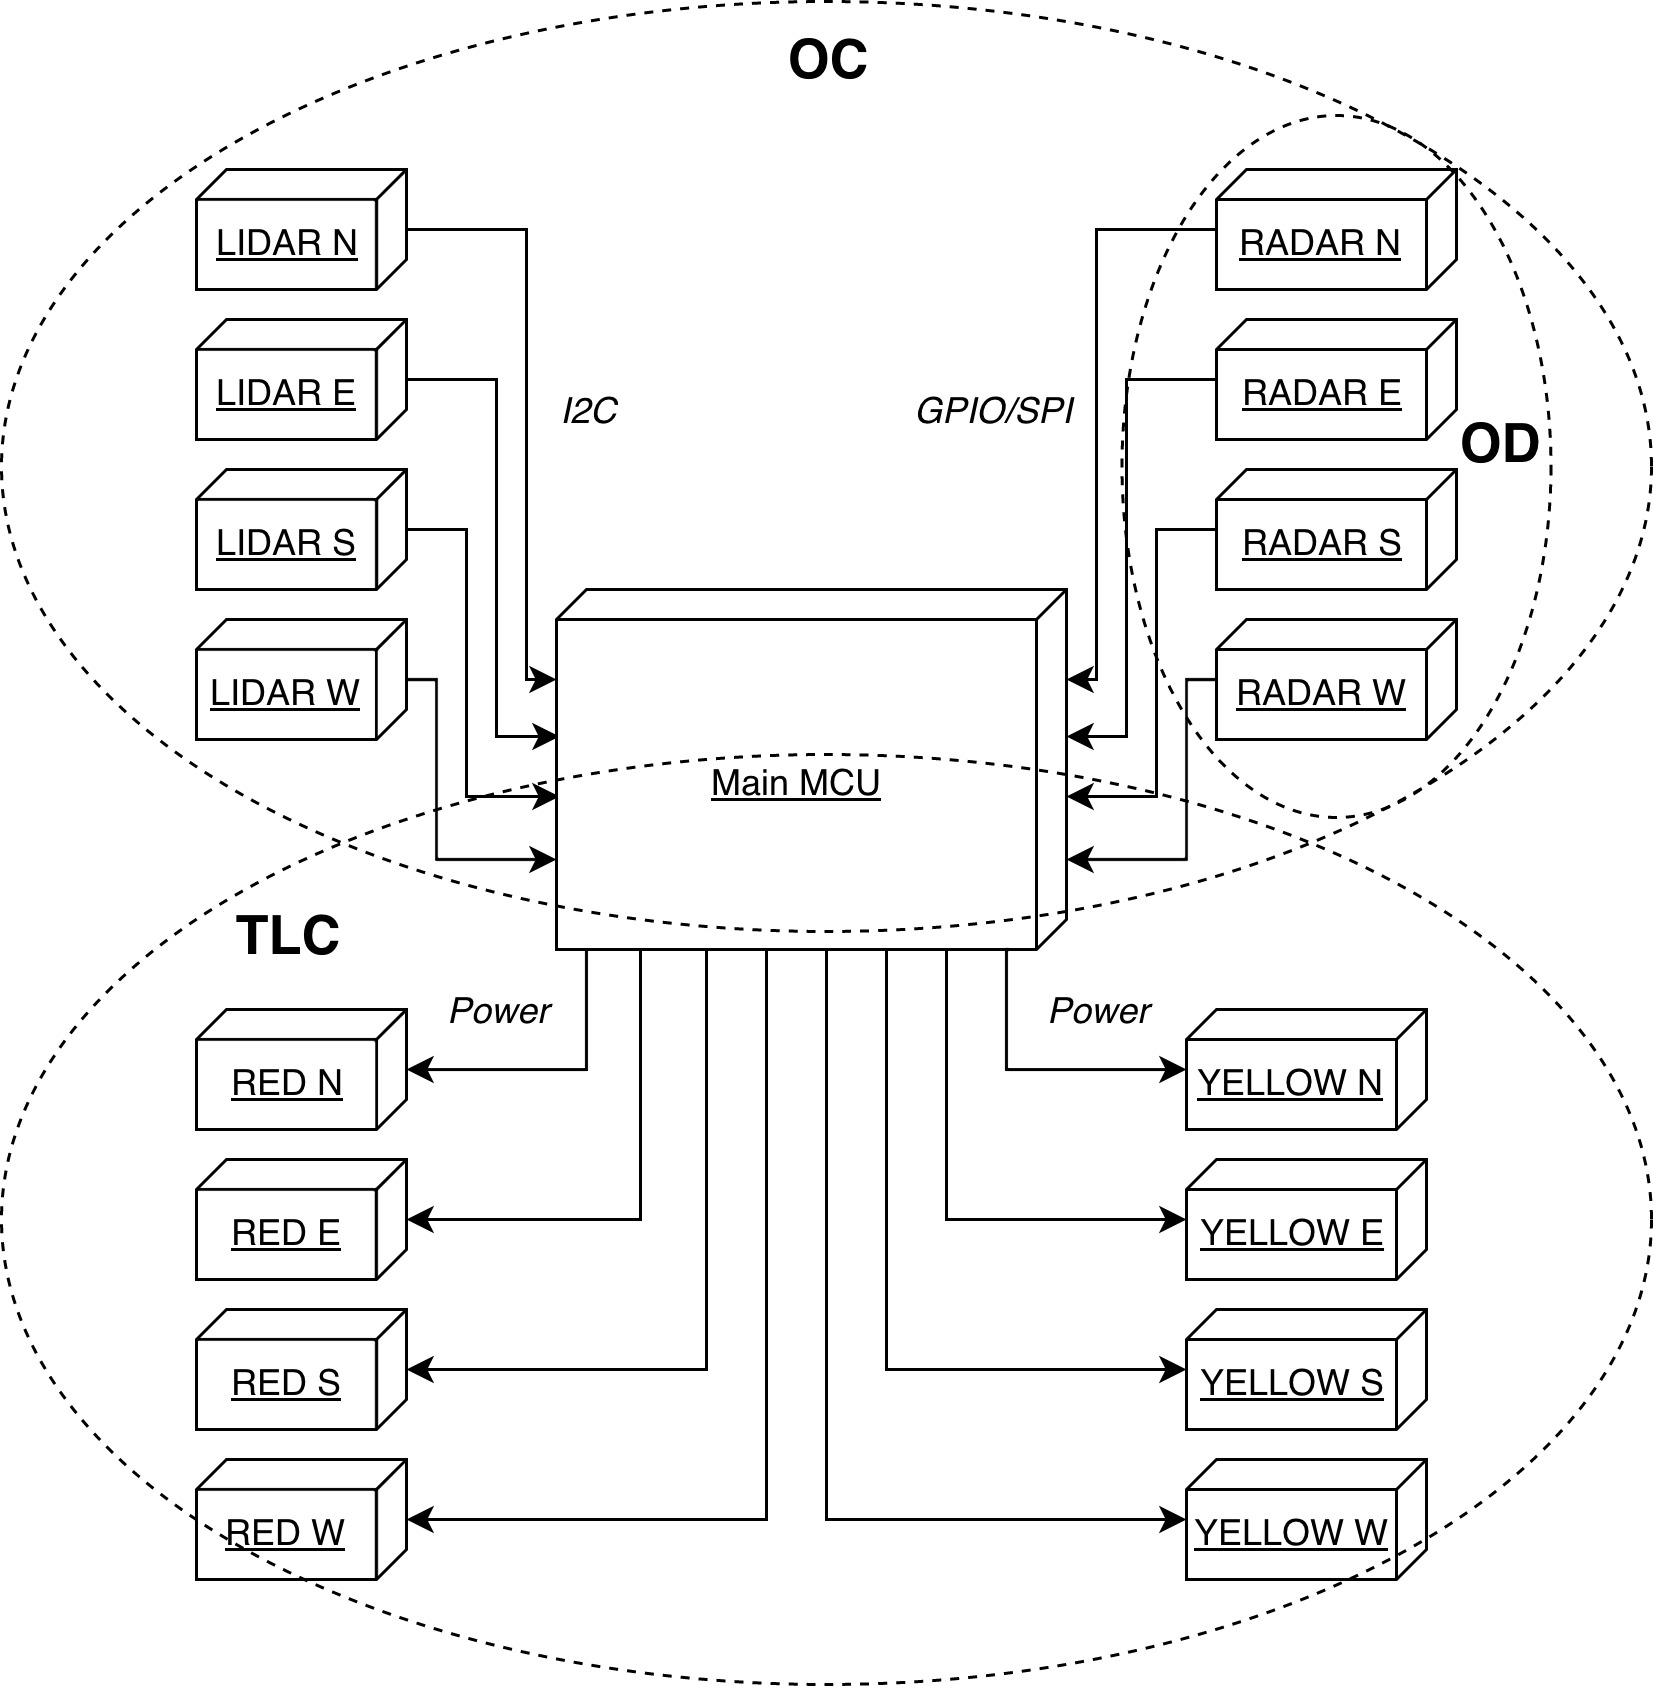 OC
LIDAR N
RADAR N
LIDAR E
I2C
GPIO/SPI
RADAR E
OD
LIDAR S
RADAR S
LIDAR W
RADAR W
Main MCU
TLC
Power
Power
RED N
YELLOW N
RED E
YELLOW E
RED S
YELLOW S
RED W
YELLOW W